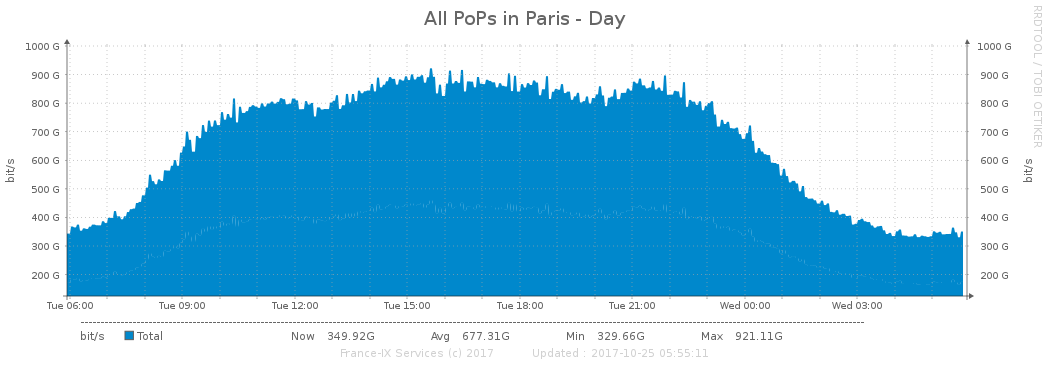 All PoPs in Paris - Day
RRDTOOL / TOBI OETIKER
bit/s
bit/s
1000 G 1000 G
900 G 900 G
800 G 800 G
700 G 700 G
600 G 600 G
500 G 500 G
400 G 400 G
300 G 300 G
200 G 200 G
Tue 06:00 Tue 09:00 Tue 12:00 Tue 15:00 Tue 18:00 Tue 21:00 Wed 00:00 Wed 03:00
bit/s Total Now 349.92G Avg 677.31G Min 329.66G Max 921.11G
France-IX Services (c) 2017 Updated : 2017-10-25 05:55:11